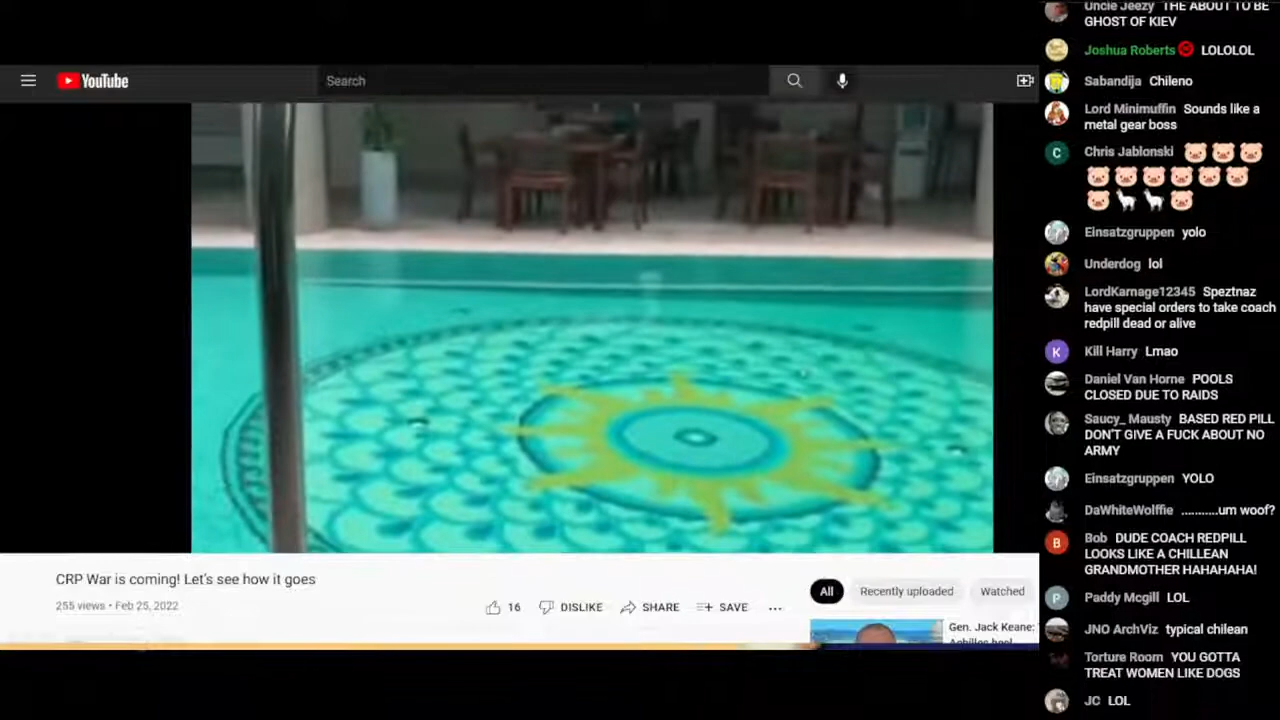 YouTube
Search
CRP War is coming! Let's see how it goes
255 views • Feb 25, 2022
16 DISLIKE SHARE SAVE ...
All Recently uploaded Watched
Gen. Jack Keane:
Uncle Jeezy THE ABOUT TO BE
GHOST OF KIEV
Joshua Roberts LOLOLOL
Sabandija Chileno
Lord Minimuffin Sounds like a
metal gear boss
C
Chris Jablonski
Einsatzgruppen yolo
Underdog lol
LordKarnage12345 Speztnaz
have special orders to take coach
redpill dead or alive
K
Kill Harry Lmao
Daniel Van Horne POOLS
CLOSED DUE TO RAIDS
Saucy_ Mausty BASED RED PILL
DON'T GIVE A FUCK ABOUT NO
ARMY
Einsatzgruppen YOLO
DaWhiteWolffie ...........um woof?
B
Bob DUDE COACH REDPILL
LOOKS LIKE A CHILLEAN
GRANDMOTHER HAHAHAHA!
P
Paddy Mcgill LOL
JNO ArchViz typical chilean
Torture Room YOU GOTTA
TREAT WOMEN LIKE DOGS
JC LOL